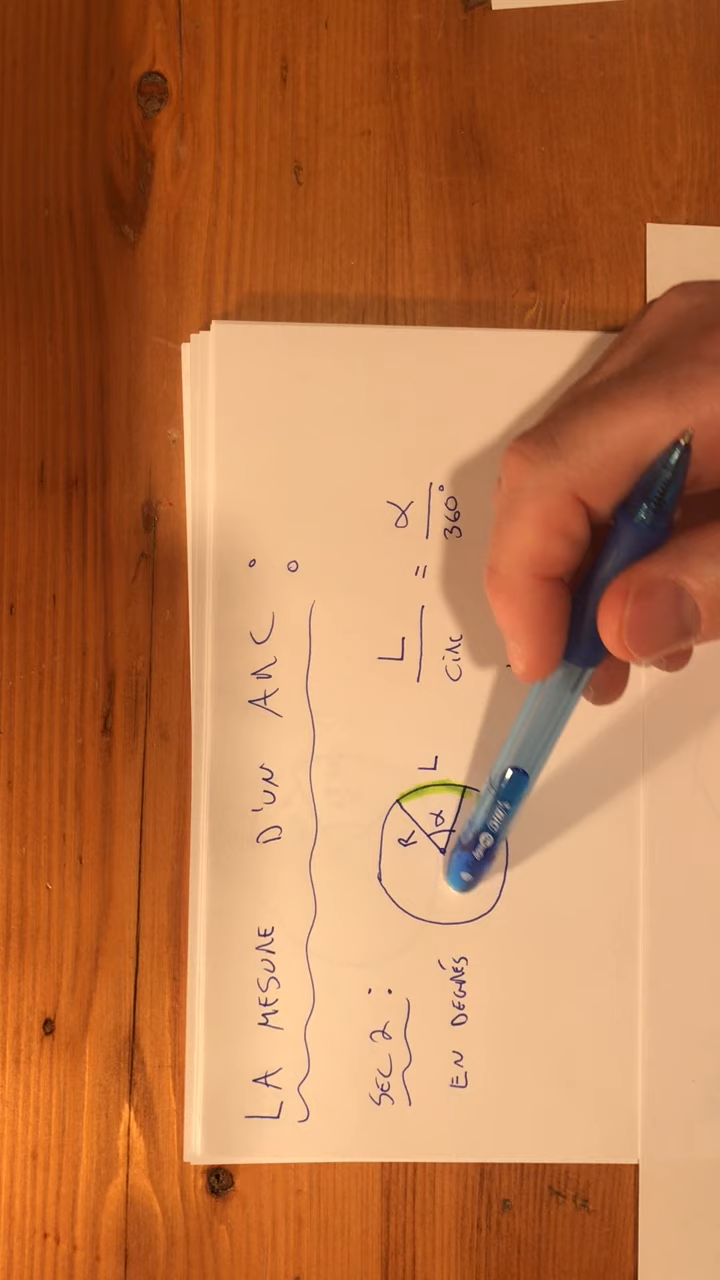 LA MESURE D'UN ARC :
SEC 2 :
EN DEGRÉS
R
α
L
L / CIRC = α / 360°